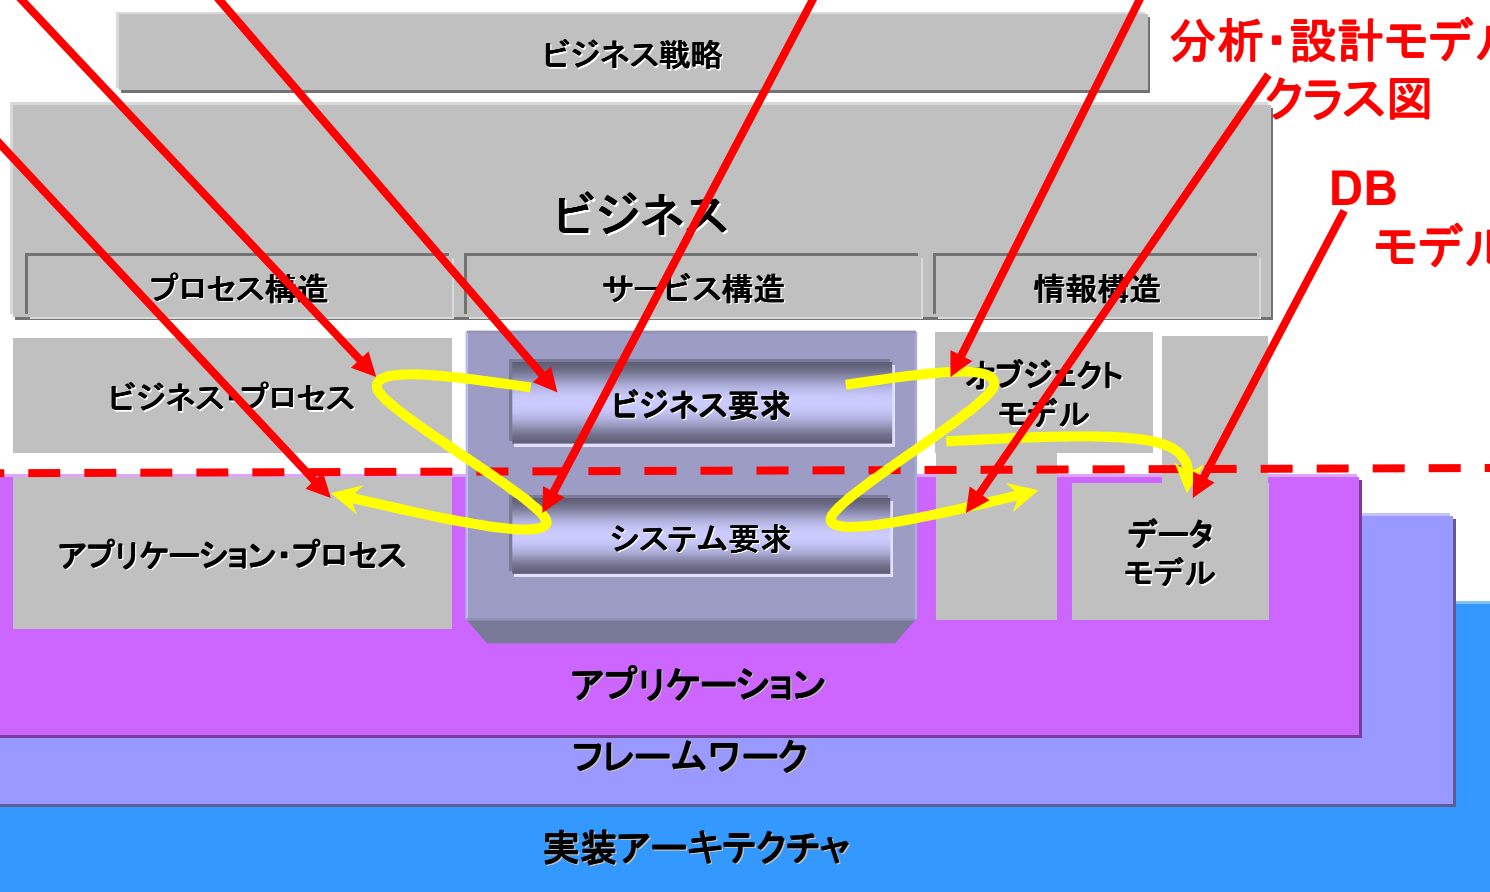 ビジネス戦略
分析・設計モデル
クラス図
ビジネス
DB
モデル
プロセス構造
サービス構造
情報構造
ビジネス・プロセス
ビジネス要求
オブジェクト
モデル
アプリケーション・プロセス
システム要求
データ
モデル
アプリケーション
フレームワーク
実装アーキテクチャ